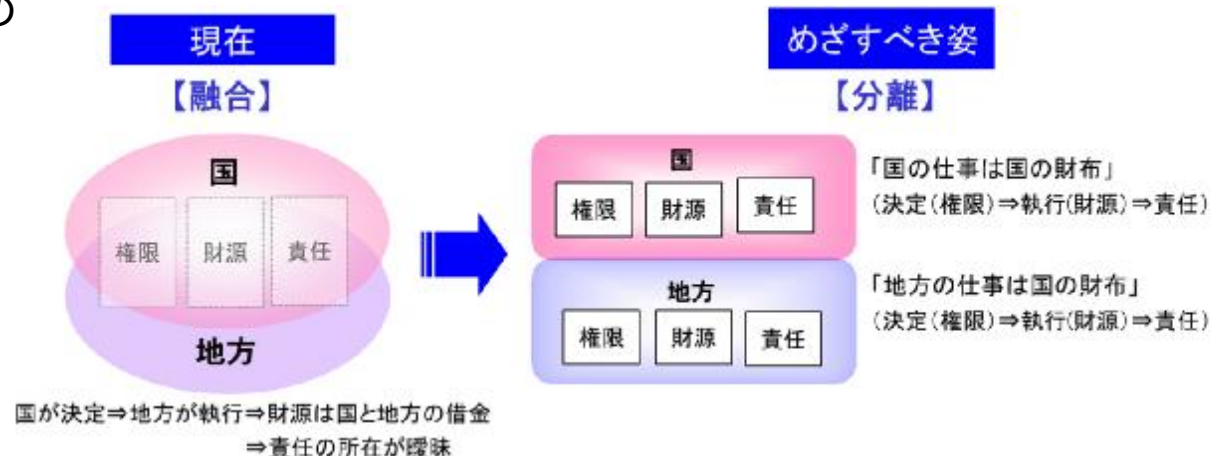 の
現在
【融合】
国
権限 財源 責任
地方
国が決定⇒地方が執行⇒財源は国と地方の借金
⇒責任の所在が曖昧
めざすべき姿
【分離】
国
権限 財源 責任
「国の仕事は国の財布」
(決定(権限)⇒執行(財源)⇒責任)
地方
権限 財源 責任
「地方の仕事は国の財布」
(決定(権限)⇒執行(財源)⇒責任)